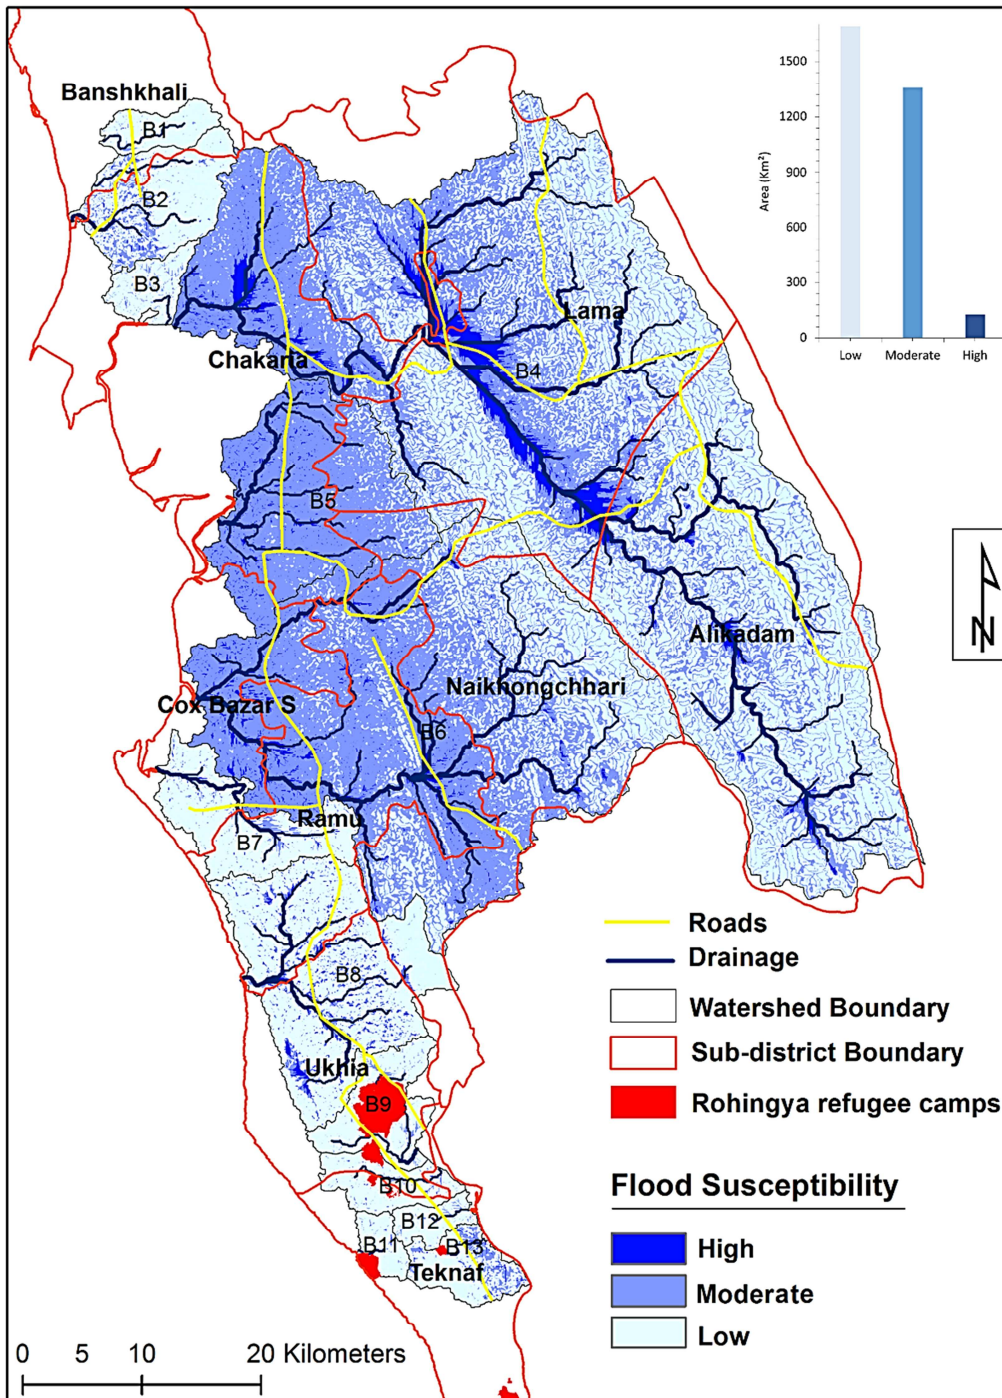 Banshkhali
B1
B2
B3
Chakaria
Lama
B4
B5
Alikadam
Naikhongchhari
Cox Bazar S
B6
Ramu
B7
B8
Ukhia
B9
B10
B12
B11
B13
Teknaf
0 5 10 20 Kilometers
Area (Km²)
1500
1200
900
600
300
0
Low Moderate High
N
Roads
Drainage
Watershed Boundary
Sub-district Boundary
Rohingya refugee camps
Flood Susceptibility
High
Moderate
Low